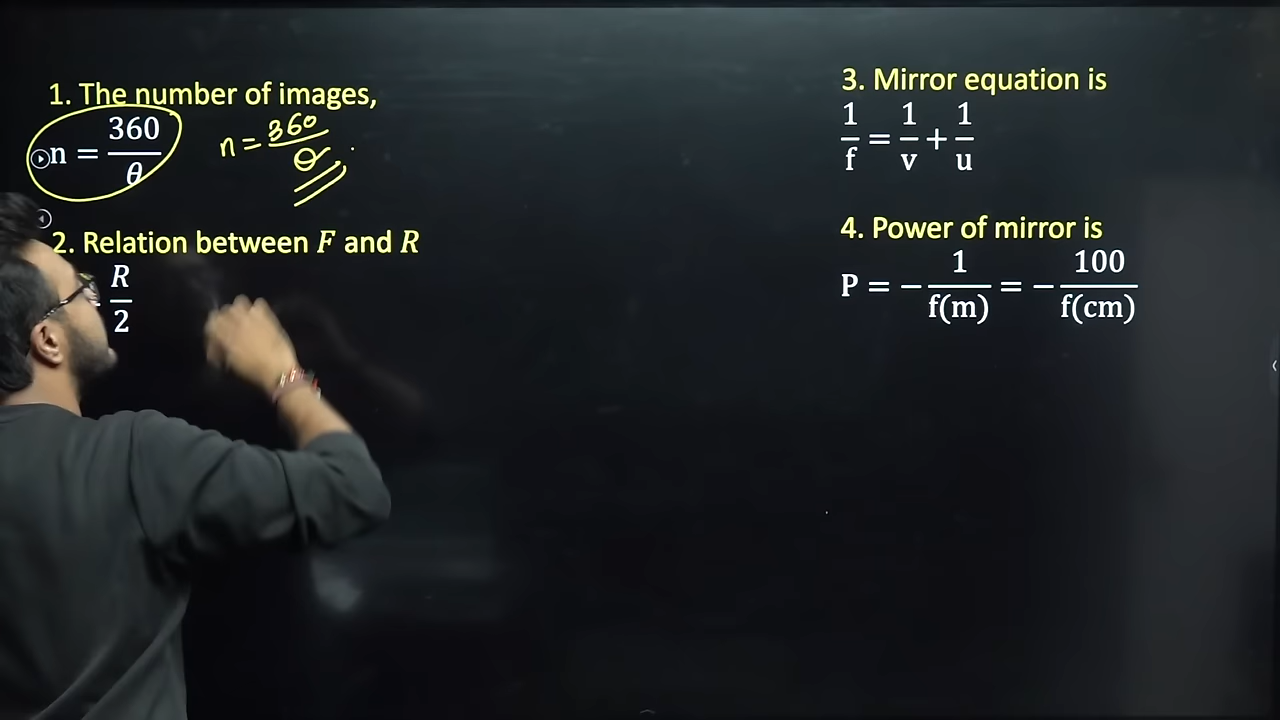 1. The number of images,
n = 360/θ
n = 360/θ
2. Relation between F and R
R/2
3. Mirror equation is
1/f = 1/v + 1/u
4. Power of mirror is
P = − 1/f(m) = − 100/f(cm)